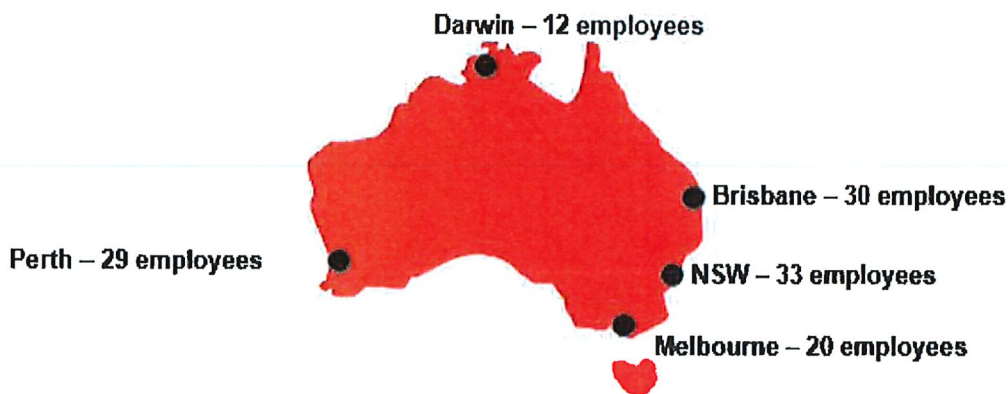 Darwin – 12 employees
Brisbane – 30 employees
Perth – 29 employees
NSW – 33 employees
Melbourne – 20 employees